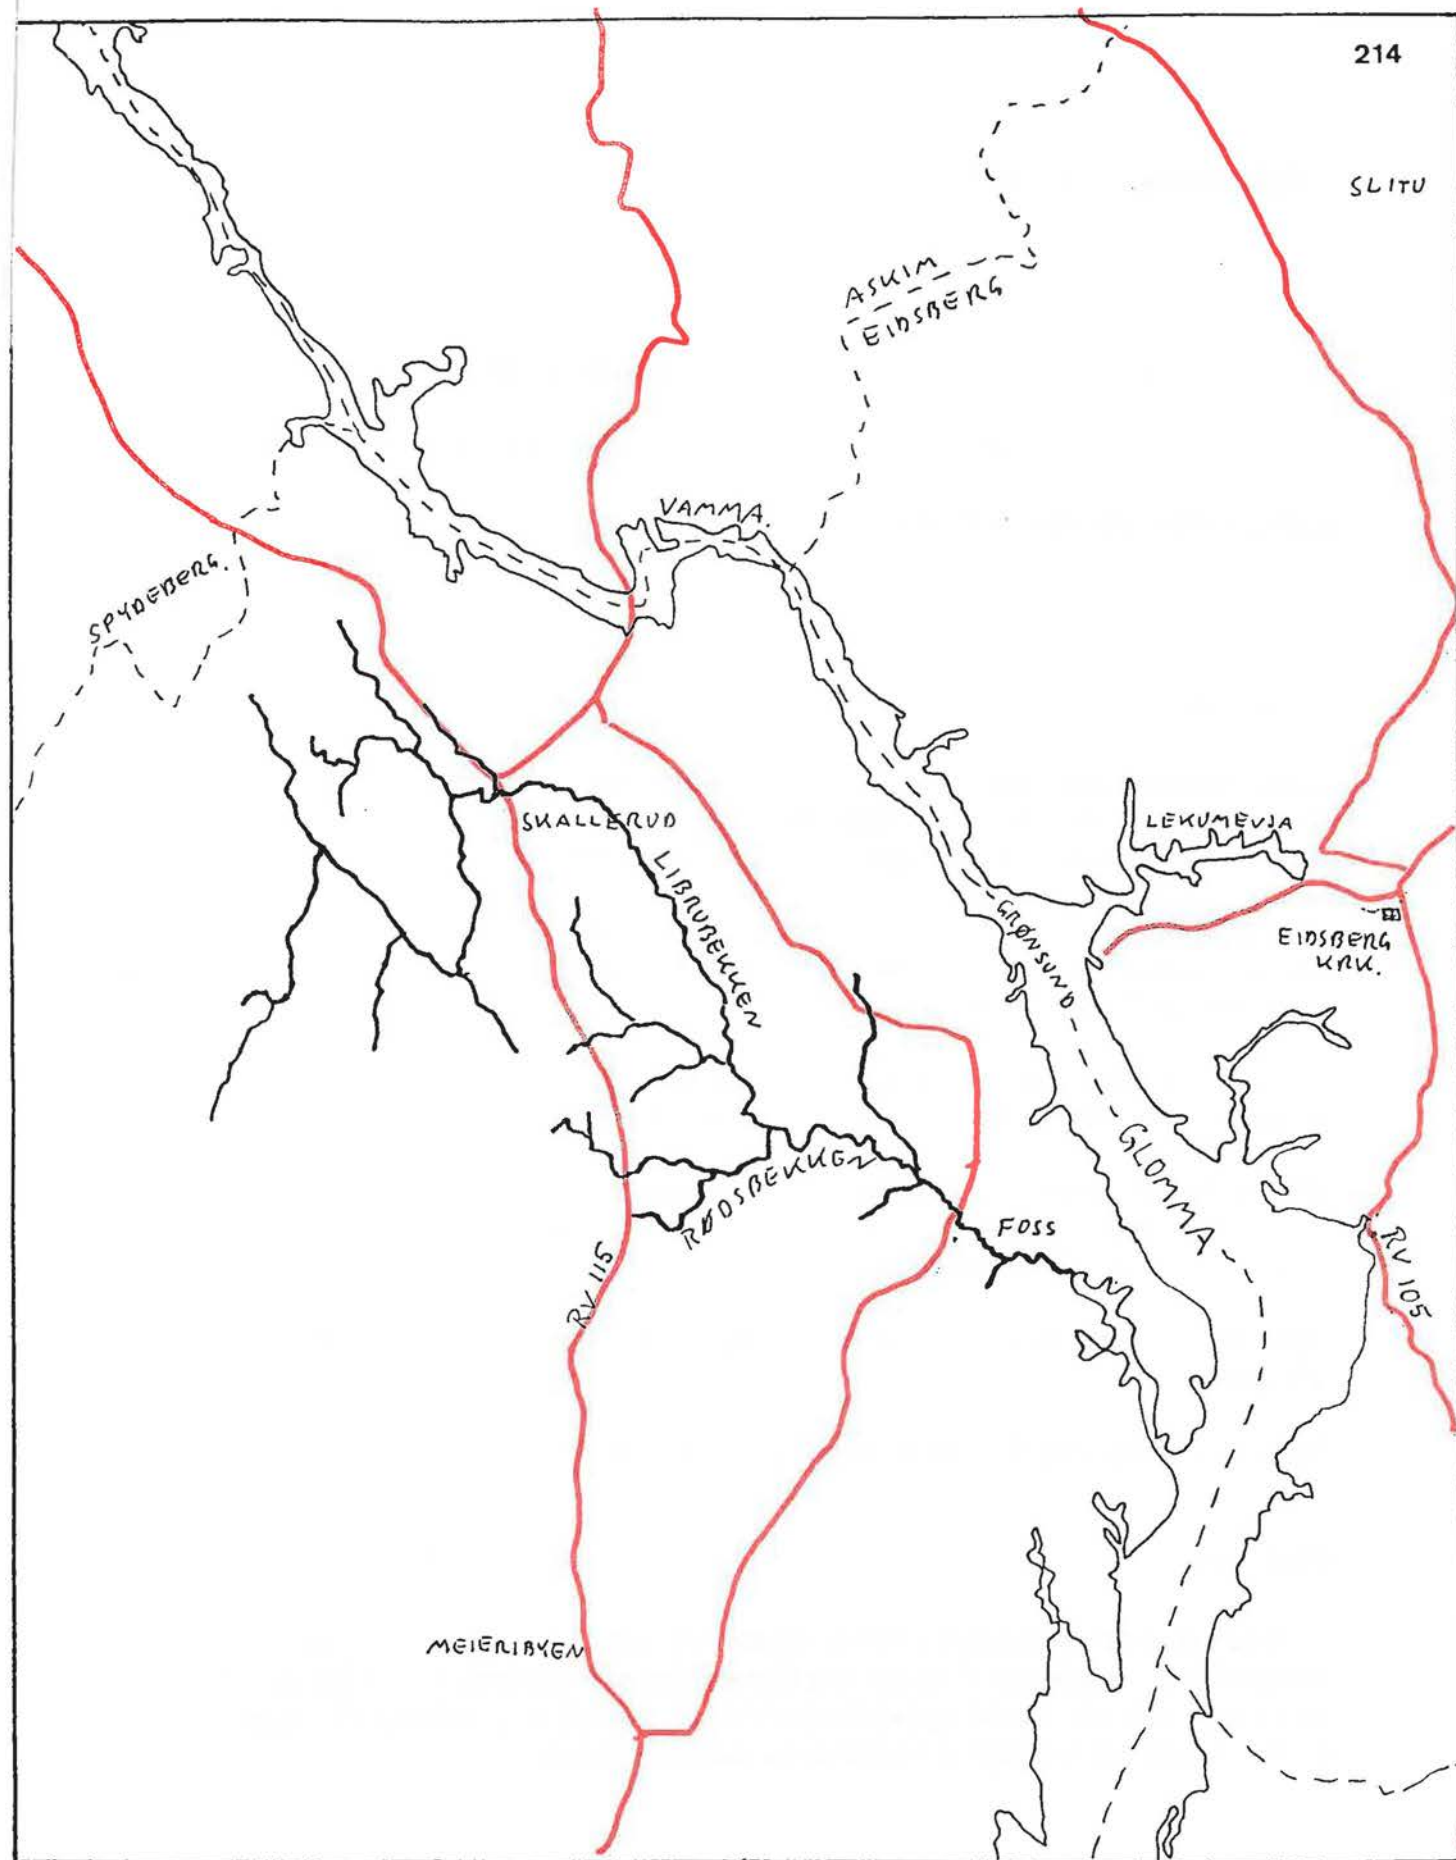 214
SLITU
ASKIM
EIDSBERG
VAMMA.
SPYDEBERG.
SKALLERUD
LEKUMEVJA
LIBRUBEKKEN
GRØNSUND
EIDSBERG
KRK.
RØDSBEKKEN
GLOMMA
FOSS
RV 115
RV 105
MEIERIBYEN